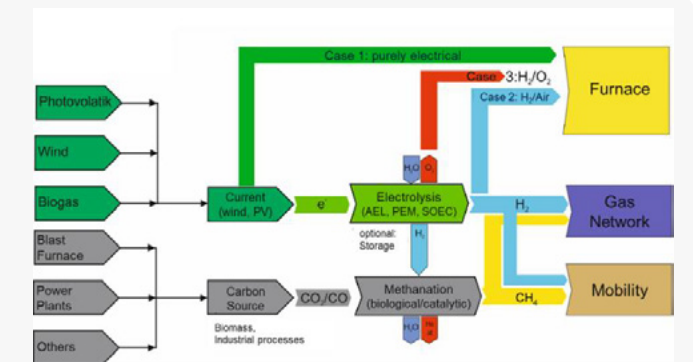 Case 1: purely electrical
Case 3:H₂/O₂
Furnace
Case 2: H₂/Air
Photovolatik
Wind
Biogas
Current
(wind, PV)
e⁻
H₂O
O₂
Electrolysis
(AEL, PEM, SOEC)
H₂
Gas
Network
optional:
Storage
H₂
Blast
Furnace
Power
Plants
Others
Carbon
Source
CO₂/CO
Methanation
(biological/catalytic)
CH₄
Mobility
Biomass,
Industrial processes
H₂O